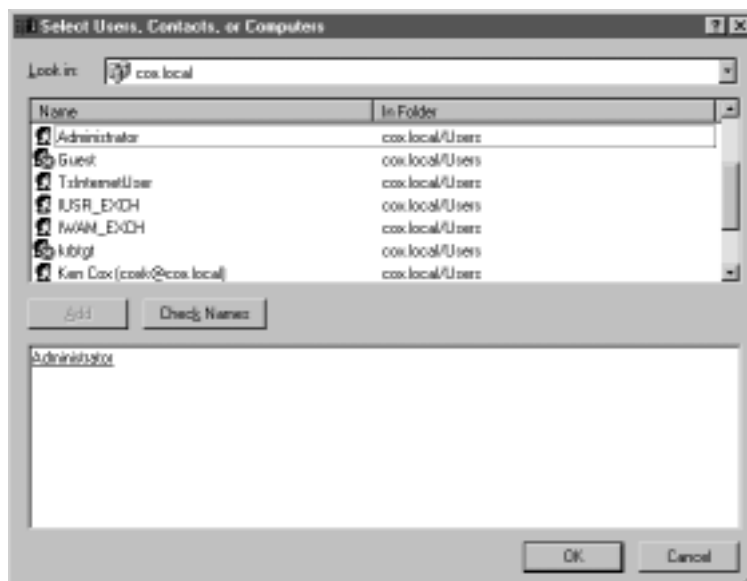 Select Users, Contacts, or Computers
Look in: cox.local
Name In Folder
Administrator cox.local/Users
Guest cox.local/Users
TsInternetUser cox.local/Users
IUSR_EXCH cox.local/Users
IWAM_EXCH cox.local/Users
krbtgt cox.local/Users
Ken Cox (coxk@cox.local) cox.local/Users
Add Check Names
Administrator
OK Cancel